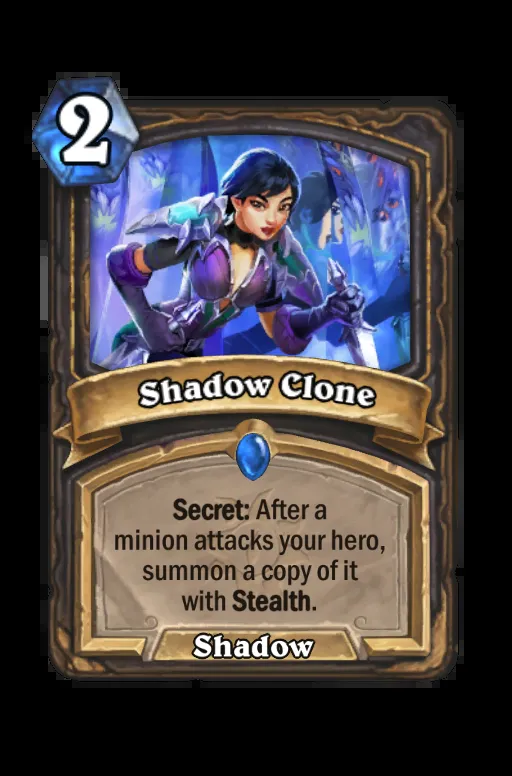 2
Shadow Clone
Secret: After a
minion attacks your hero,
summon a copy of it
with Stealth.
Shadow